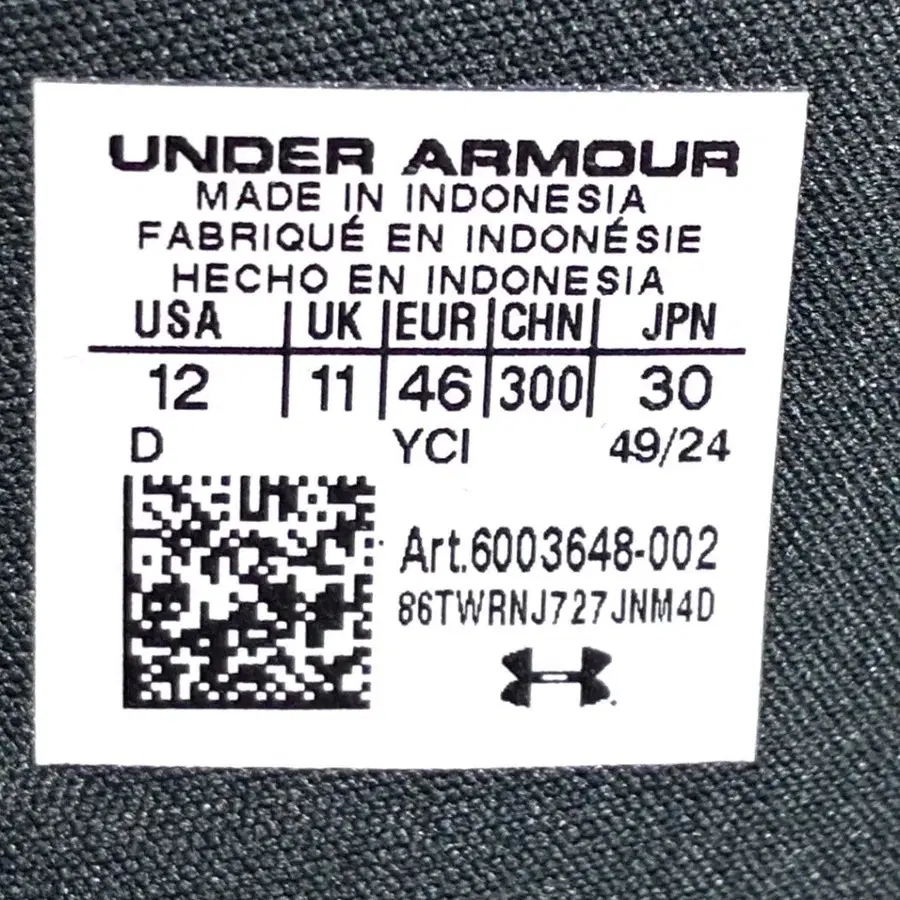 UNDER ARMOUR
MADE IN INDONESIA
FABRIQUÉ EN INDONÉSIE
HECHO EN INDONESIA
USA | UK | EUR | CHN | JPN
12 | 11 | 46 | 300 | 30
D YCI 49/24
Art.6003648-002
86TWRNJ727JNM4D